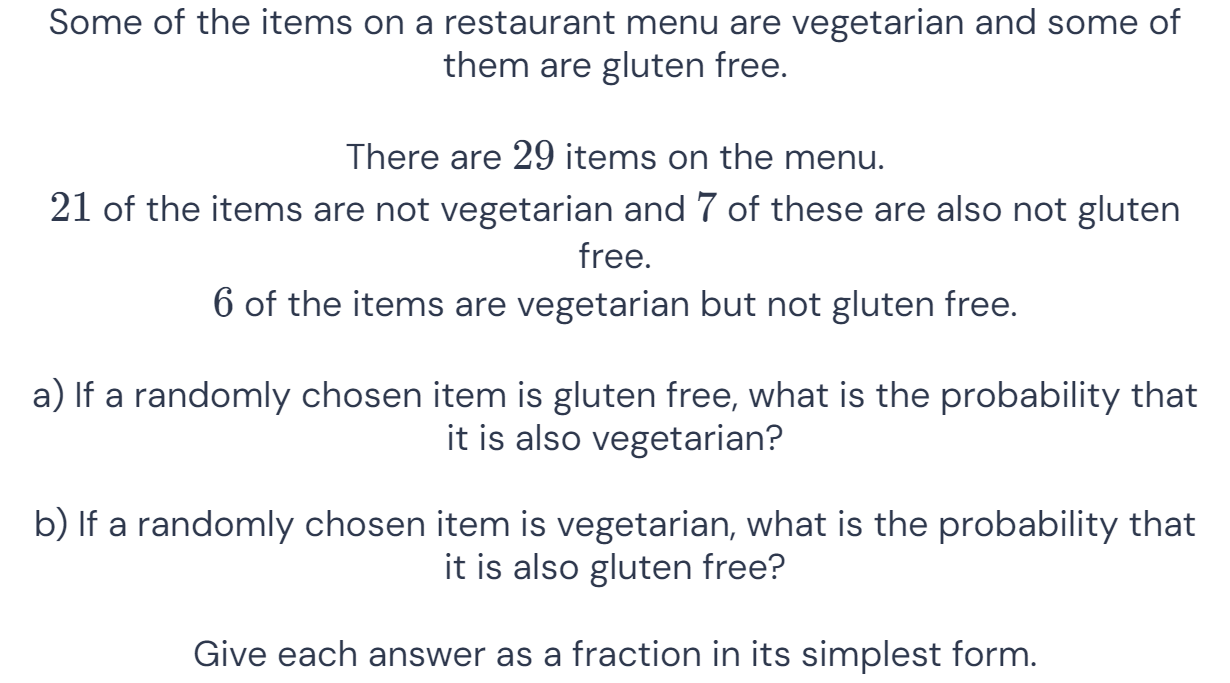 Some of the items on a restaurant menu are vegetarian and some of
them are gluten free.
There are 29 items on the menu.
21 of the items are not vegetarian and 7 of these are also not gluten
free.
6 of the items are vegetarian but not gluten free.
a) If a randomly chosen item is gluten free, what is the probability that
it is also vegetarian?
b) If a randomly chosen item is vegetarian, what is the probability that
it is also gluten free?
Give each answer as a fraction in its simplest form.